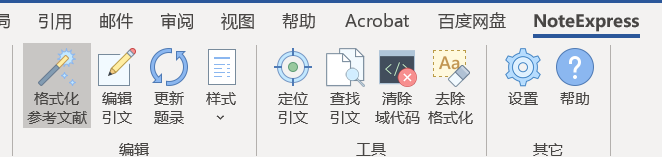 局 引用 邮件 审阅 视图 帮助 Acrobat 百度网盘 NoteExpress
格式化 编辑 更新 样式 定位 查找 清除 去除 设置 帮助
参考文献 引文 题录 引文 引文 域代码 格式化
编辑 工具 其它